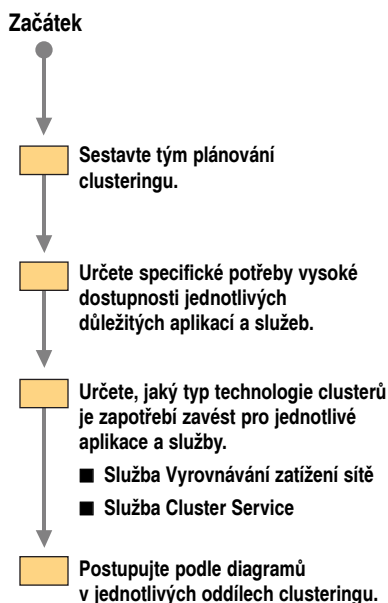 Začátek
Sestavte tým plánování
clusteringu.
Určete specifické potřeby vysoké
dostupnosti jednotlivých
důležitých aplikací a služeb.
Určete, jaký typ technologie clusterů
je zapotřebí zavést pro jednotlivé
aplikace a služby.
■ Služba Vyrovnávání zatížení sítě
■ Služba Cluster Service
Postupujte podle diagramů
v jednotlivých oddílech clusteringu.